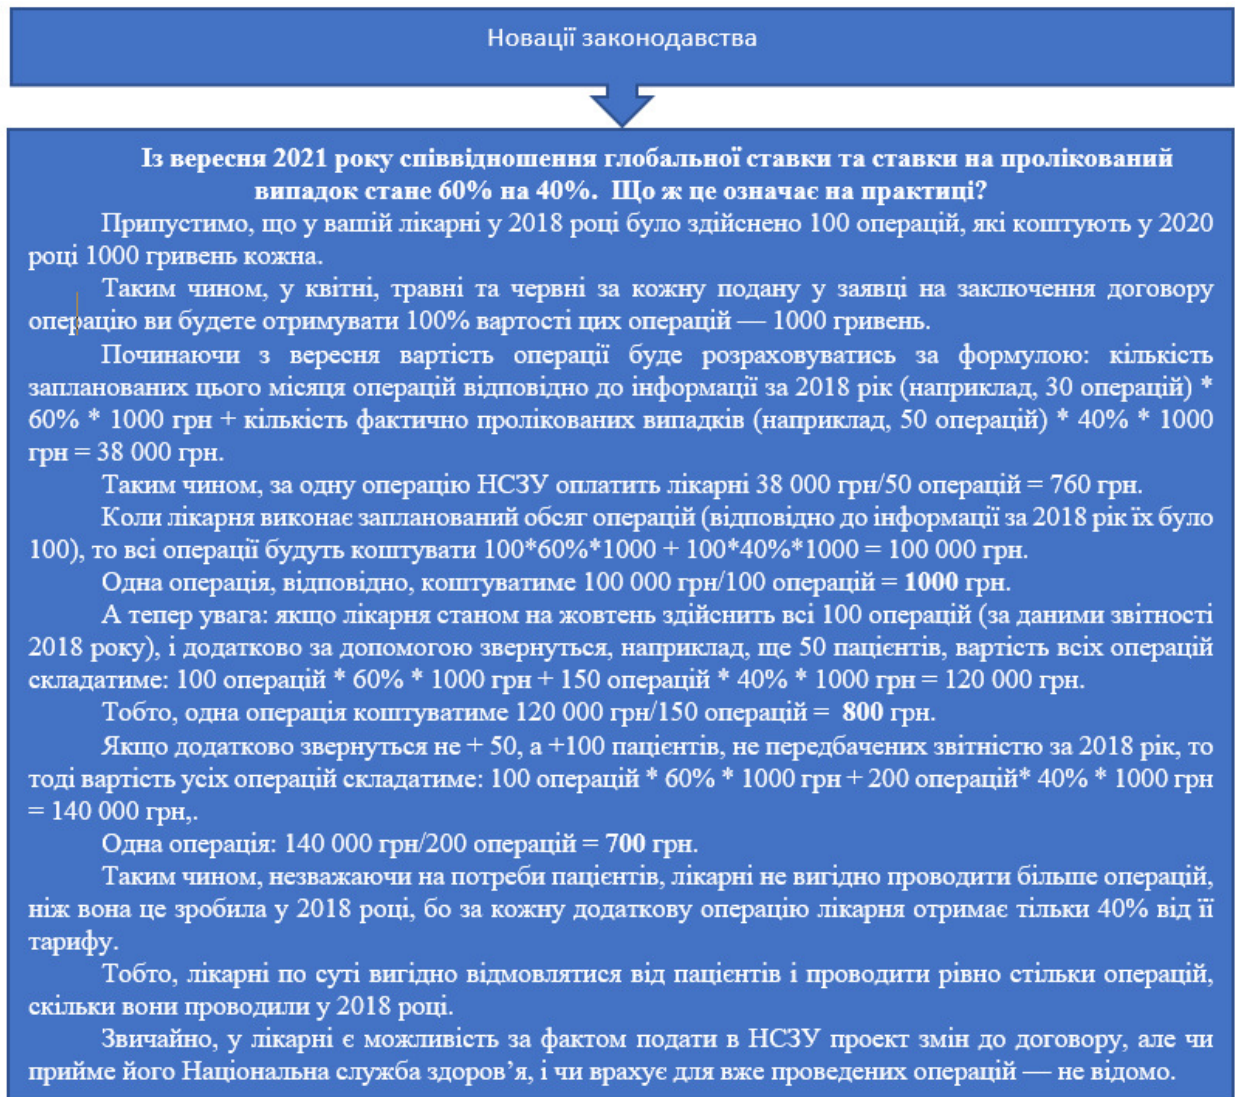 Новації законодавства
Із вересня 2021 року співвідношення глобальної ставки та ставки на пролікований
випадок стане 60% на 40%.  Що ж це означає на практиці?
Припустимо, що у вашій лікарні у 2018 році було здійснено 100 операцій, які коштують у 2020
році 1000 гривень кожна.
Таким чином, у квітні, травні та червні за кожну подану у заявці на заключення договору
операцію ви будете отримувати 100% вартості цих операцій — 1000 гривень.
Починаючи з вересня вартість операції буде розраховуватись за формулою: кількість
запланованих цього місяця операцій відповідно до інформації за 2018 рік (наприклад, 30 операцій) *
60% * 1000 грн + кількість фактично пролікованих випадків (наприклад, 50 операцій) * 40% * 1000
грн = 38 000 грн.
Таким чином, за одну операцію НСЗУ оплатить лікарні 38 000 грн/50 операцій = 760 грн.
Коли лікарня виконає запланований обсяг операцій (відповідно до інформації за 2018 рік їх було
100), то всі операції будуть коштувати 100*60%*1000 + 100*40%*1000 = 100 000 грн.
Одна операція, відповідно, коштуватиме 100 000 грн/100 операцій = 1000 грн.
А тепер увага: якщо лікарня станом на жовтень здійснить всі 100 операцій (за даними звітності
2018 року), і додатково за допомогою звернуться, наприклад, ще 50 пацієнтів, вартість всіх операцій
складатиме: 100 операцій * 60% * 1000 грн + 150 операцій * 40% * 1000 грн = 120 000 грн.
Тобто, одна операція коштуватиме 120 000 грн/150 операцій =  800 грн.
Якщо додатково звернуться не + 50, а +100 пацієнтів, не передбачених звітністю за 2018 рік, то
тоді вартість усіх операцій складатиме: 100 операцій * 60% * 1000 грн + 200 операцій* 40% * 1000 грн
= 140 000 грн,.
Одна операція: 140 000 грн/200 операцій = 700 грн.
Таким чином, незважаючи на потреби пацієнтів, лікарні не вигідно проводити більше операцій,
ніж вона це зробила у 2018 році, бо за кожну додаткову операцію лікарня отримає тільки 40% від її
тарифу.
Тобто, лікарні по суті вигідно відмовлятися від пацієнтів і проводити рівно стільки операцій,
скільки вони проводили у 2018 році.
Звичайно, у лікарні є можливість за фактом подати в НСЗУ проект змін до договору, але чи
прийме його Національна служба здоров’я, і чи врахує для вже проведених операцій — не відомо.